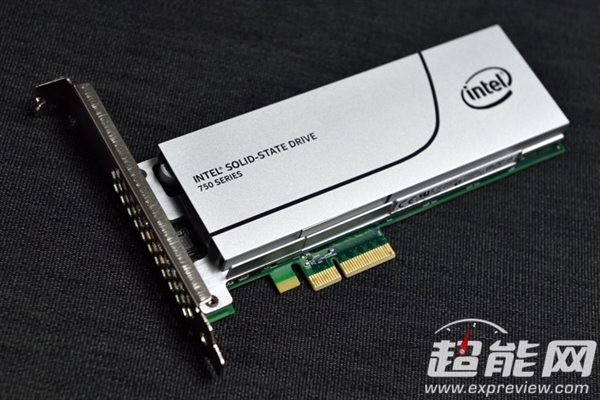 INTEL® SOLID-STATE DRIVE
750 SERIES
intel
超能网
www.expreview.com